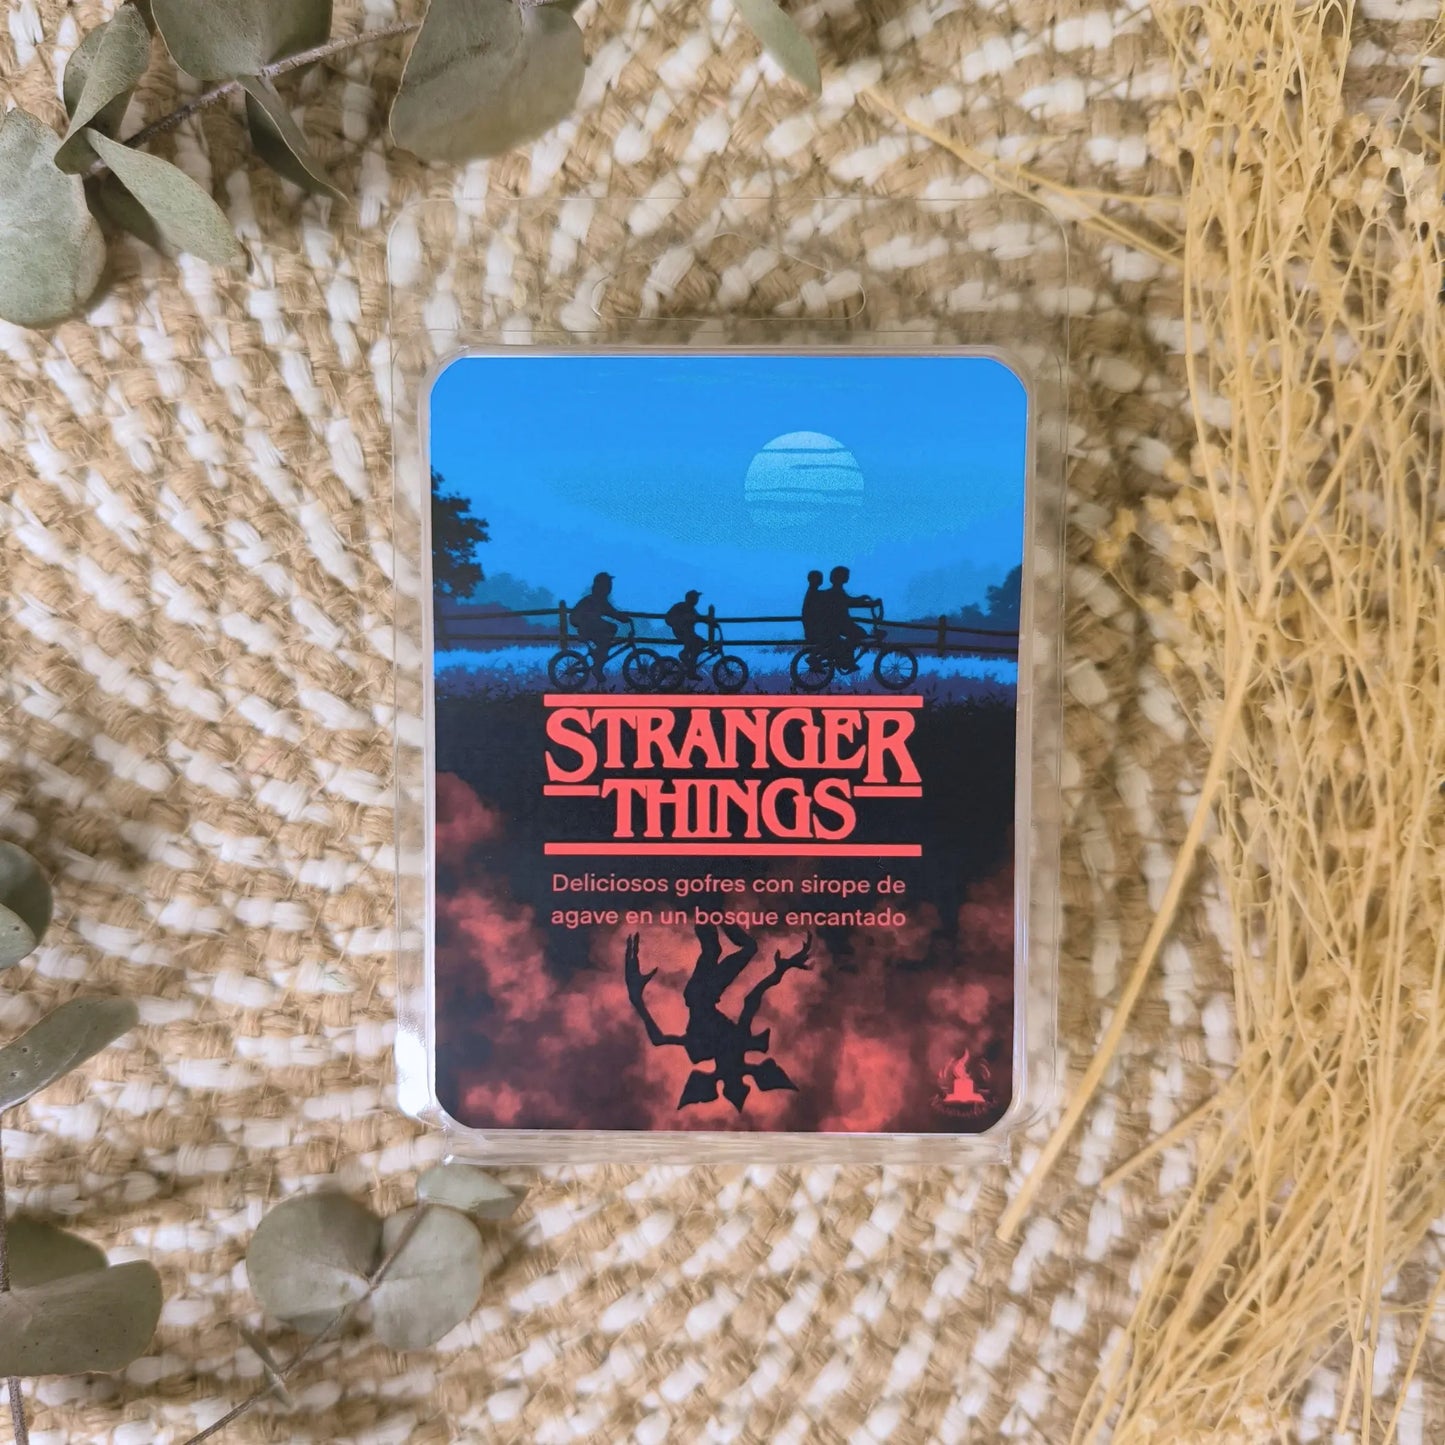 STRANGER
THINGS
Deliciosos gofres con sirope de
agave en un bosque encantado